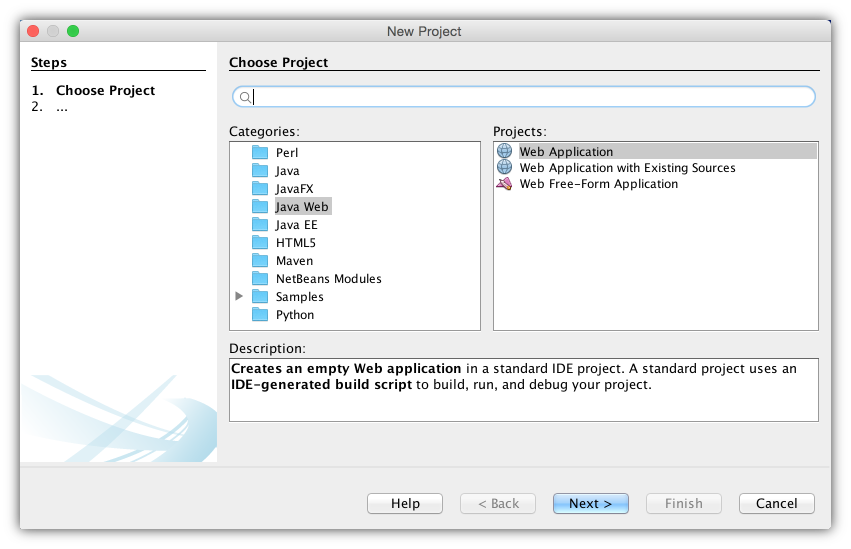 New Project
Steps
1. Choose Project
2. ...
Choose Project
Categories:
Perl
Java
JavaFX
Java Web
Java EE
HTML5
Maven
NetBeans Modules
Samples
Python
Projects:
Web Application
Web Application with Existing Sources
Web Free-Form Application
Description:
Creates an empty Web application in a standard IDE project. A standard project uses an
IDE-generated build script to build, run, and debug your project.
Help
< Back
Next >
Finish
Cancel